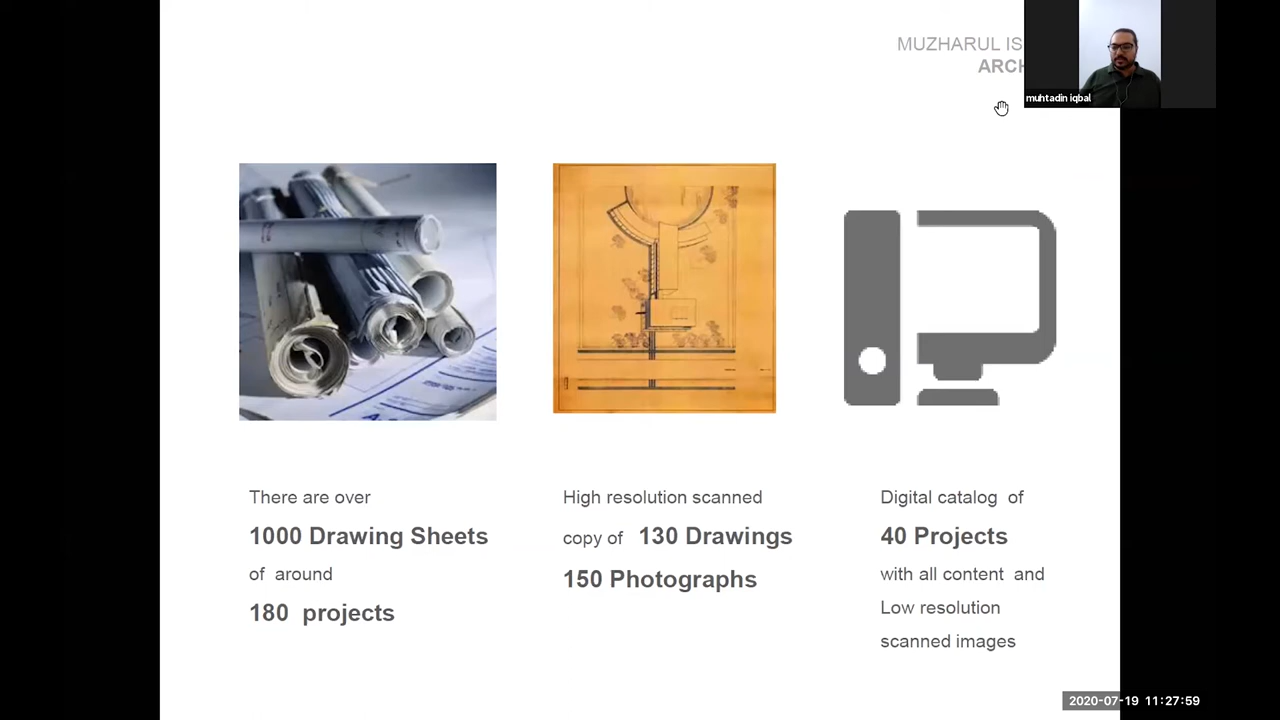 MUZHARUL IS
ARCH
muhtadin iqbal
There are over
1000 Drawing Sheets
of around
180 projects
High resolution scanned
copy of 130 Drawings
150 Photographs
Digital catalog of
40 Projects
with all content and
Low resolution
scanned images
2020-07-19 11:27:59